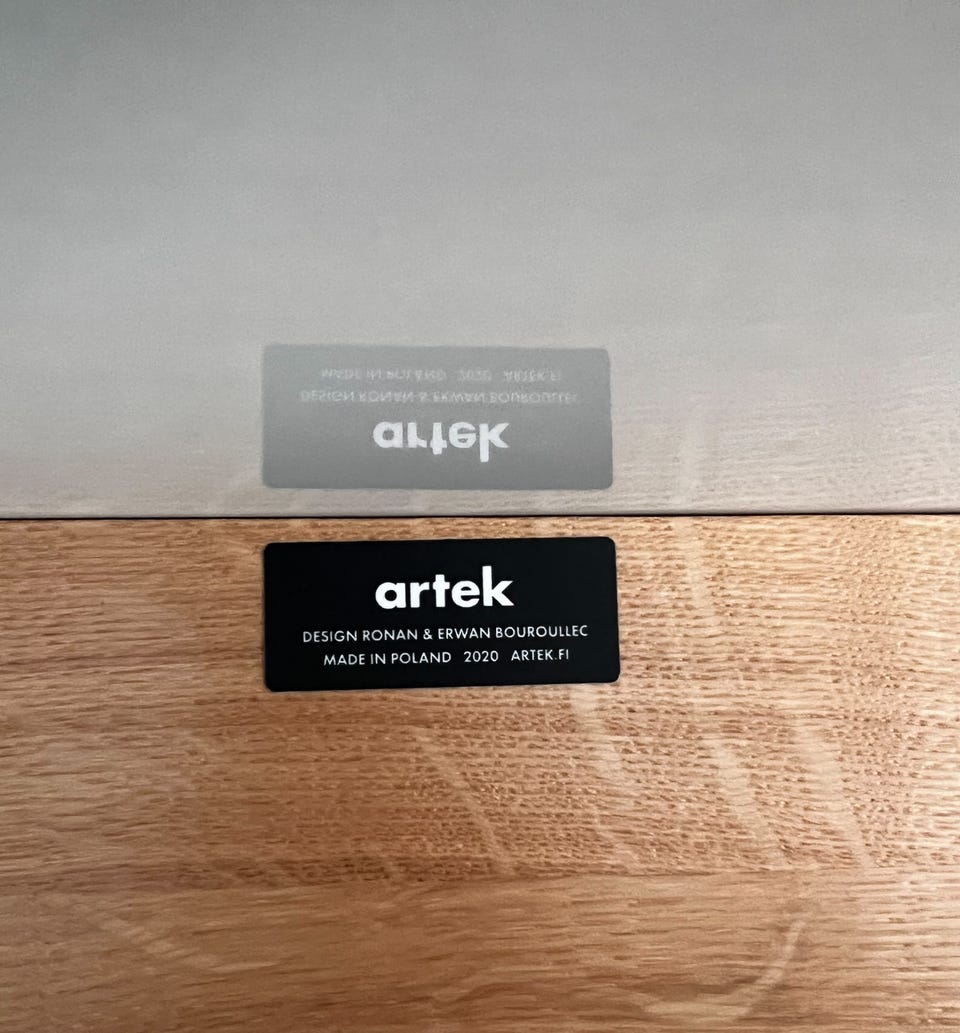 artek
DESIGN RONAN & ERWAN BOUROULLEC
MADE IN POLAND 2020 ARTEK.FI